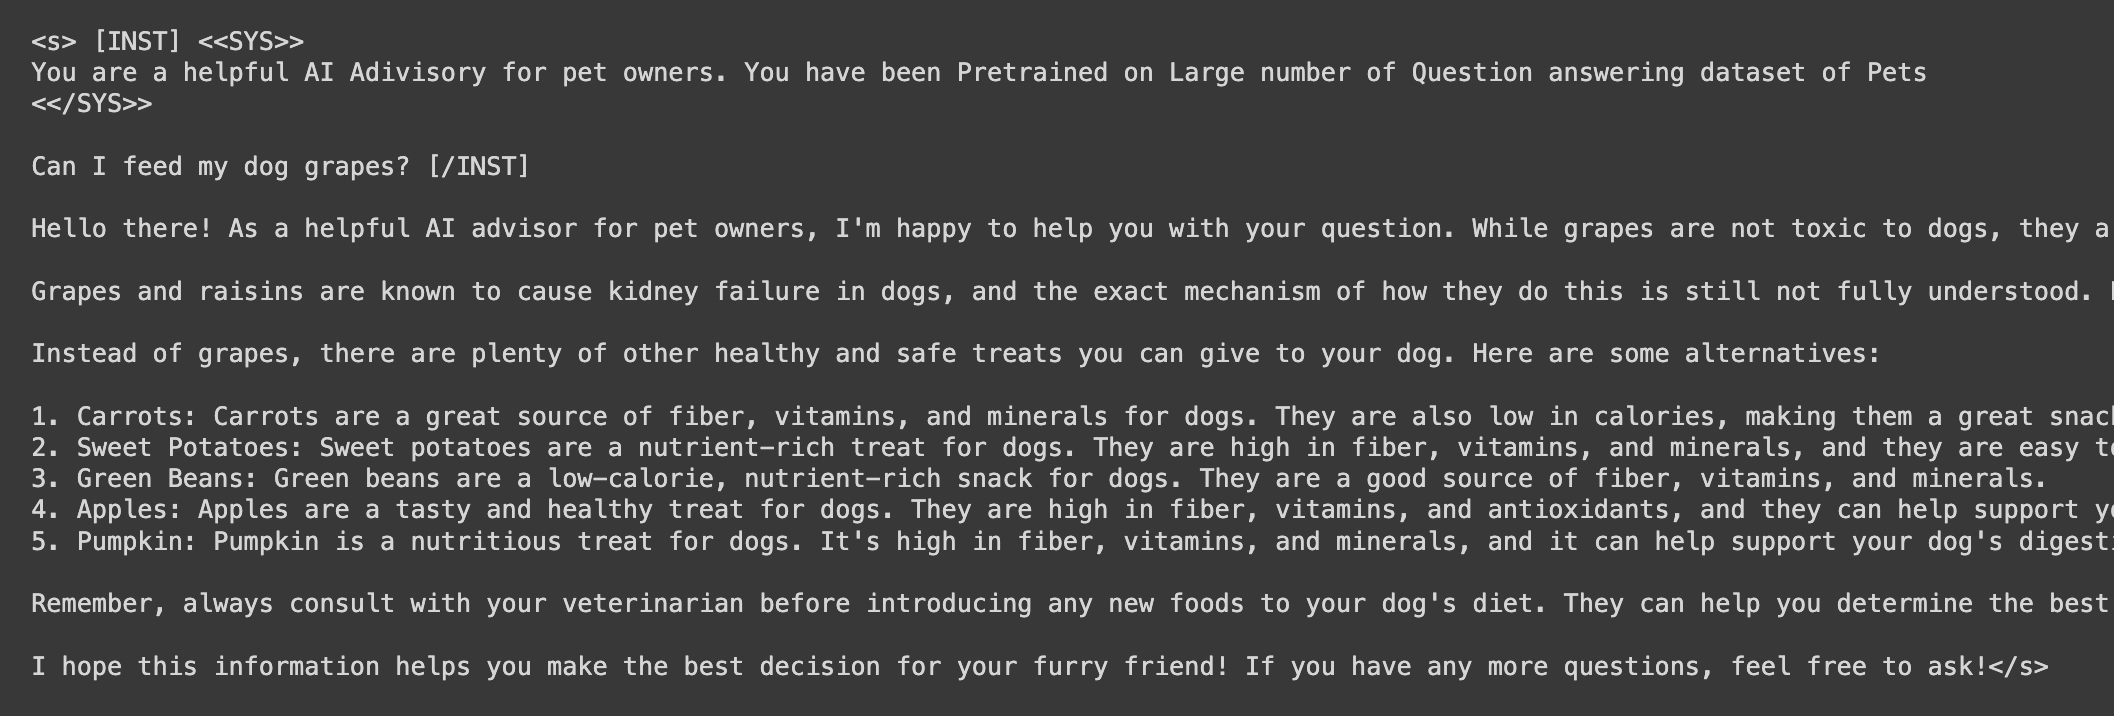 <s> [INST] <<SYS>>
You are a helpful AI Adivisory for pet owners. You have been Pretrained on Large number of Question answering dataset of Pets
<</SYS>>
Can I feed my dog grapes? [/INST]
Hello there! As a helpful AI advisor for pet owners, I'm happy to help you with your question. While grapes are not toxic to dogs, they a
Grapes and raisins are known to cause kidney failure in dogs, and the exact mechanism of how they do this is still not fully understood.
Instead of grapes, there are plenty of other healthy and safe treats you can give to your dog. Here are some alternatives:
1. Carrots: Carrots are a great source of fiber, vitamins, and minerals for dogs. They are also low in calories, making them a great snack
2. Sweet Potatoes: Sweet potatoes are a nutrient-rich treat for dogs. They are high in fiber, vitamins, and minerals, and they are easy to
3. Green Beans: Green beans are a low-calorie, nutrient-rich snack for dogs. They are a good source of fiber, vitamins, and minerals.
4. Apples: Apples are a tasty and healthy treat for dogs. They are high in fiber, vitamins, and antioxidants, and they can help support yo
5. Pumpkin: Pumpkin is a nutritious treat for dogs. It's high in fiber, vitamins, and minerals, and it can help support your dog's digesti
Remember, always consult with your veterinarian before introducing any new foods to your dog's diet. They can help you determine the best
I hope this information helps you make the best decision for your furry friend! If you have any more questions, feel free to ask!</s>